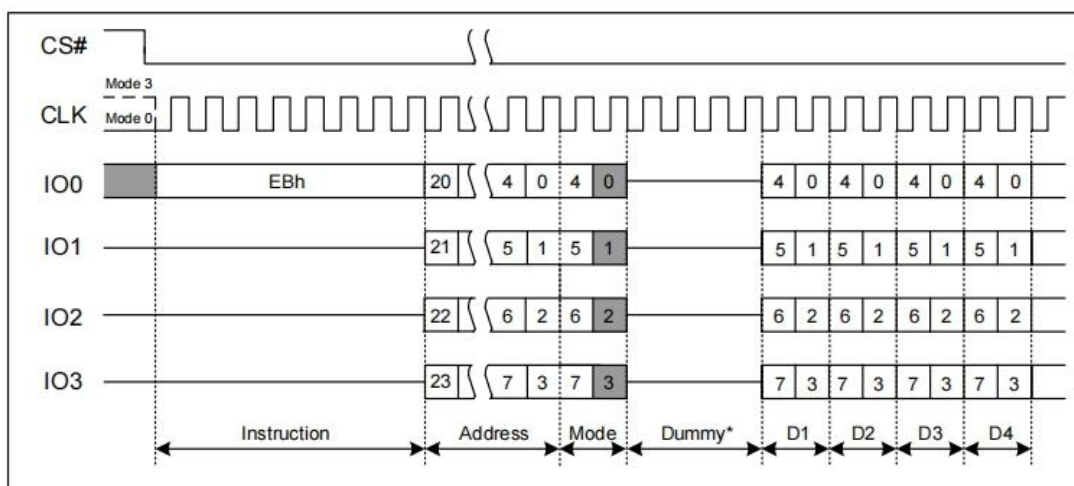 CS#
Mode 3
CLK
Mode 0
IO0 EBh 20 4 0 4 0 4 0 4 0 4 0 4 0
IO1 21 5 1 5 1 5 1 5 1 5 1 5 1
IO2 22 6 2 6 2 6 2 6 2 6 2 6 2
IO3 23 7 3 7 3 7 3 7 3 7 3 7 3
Instruction Address Mode Dummy* D1 D2 D3 D4